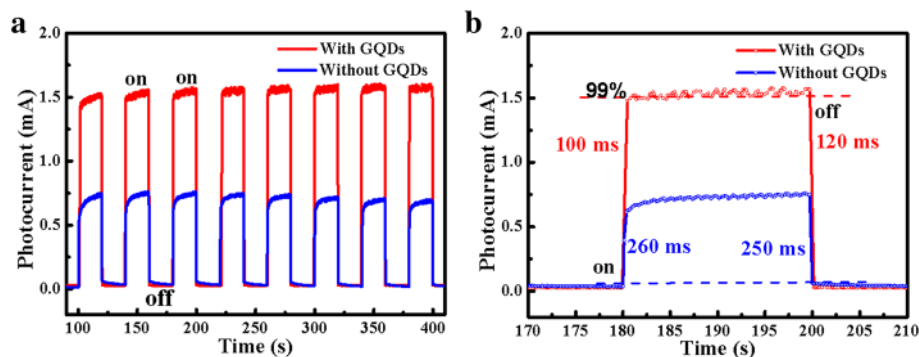 a
Photocurrent (mA)
2.0
1.5
1.0
0.5
0.0
With GQDs
Without GQDs
on on
off
100 150 200 250 300 350 400
Time (s)
b
Photocurrent (mA)
2.0
1.5
1.0
0.5
0.0
With GQDs
Without GQDs
99%
off
100 ms 120 ms
260 ms 250 ms
on
170 175 180 185 190 195 200 205 210
Time (s)